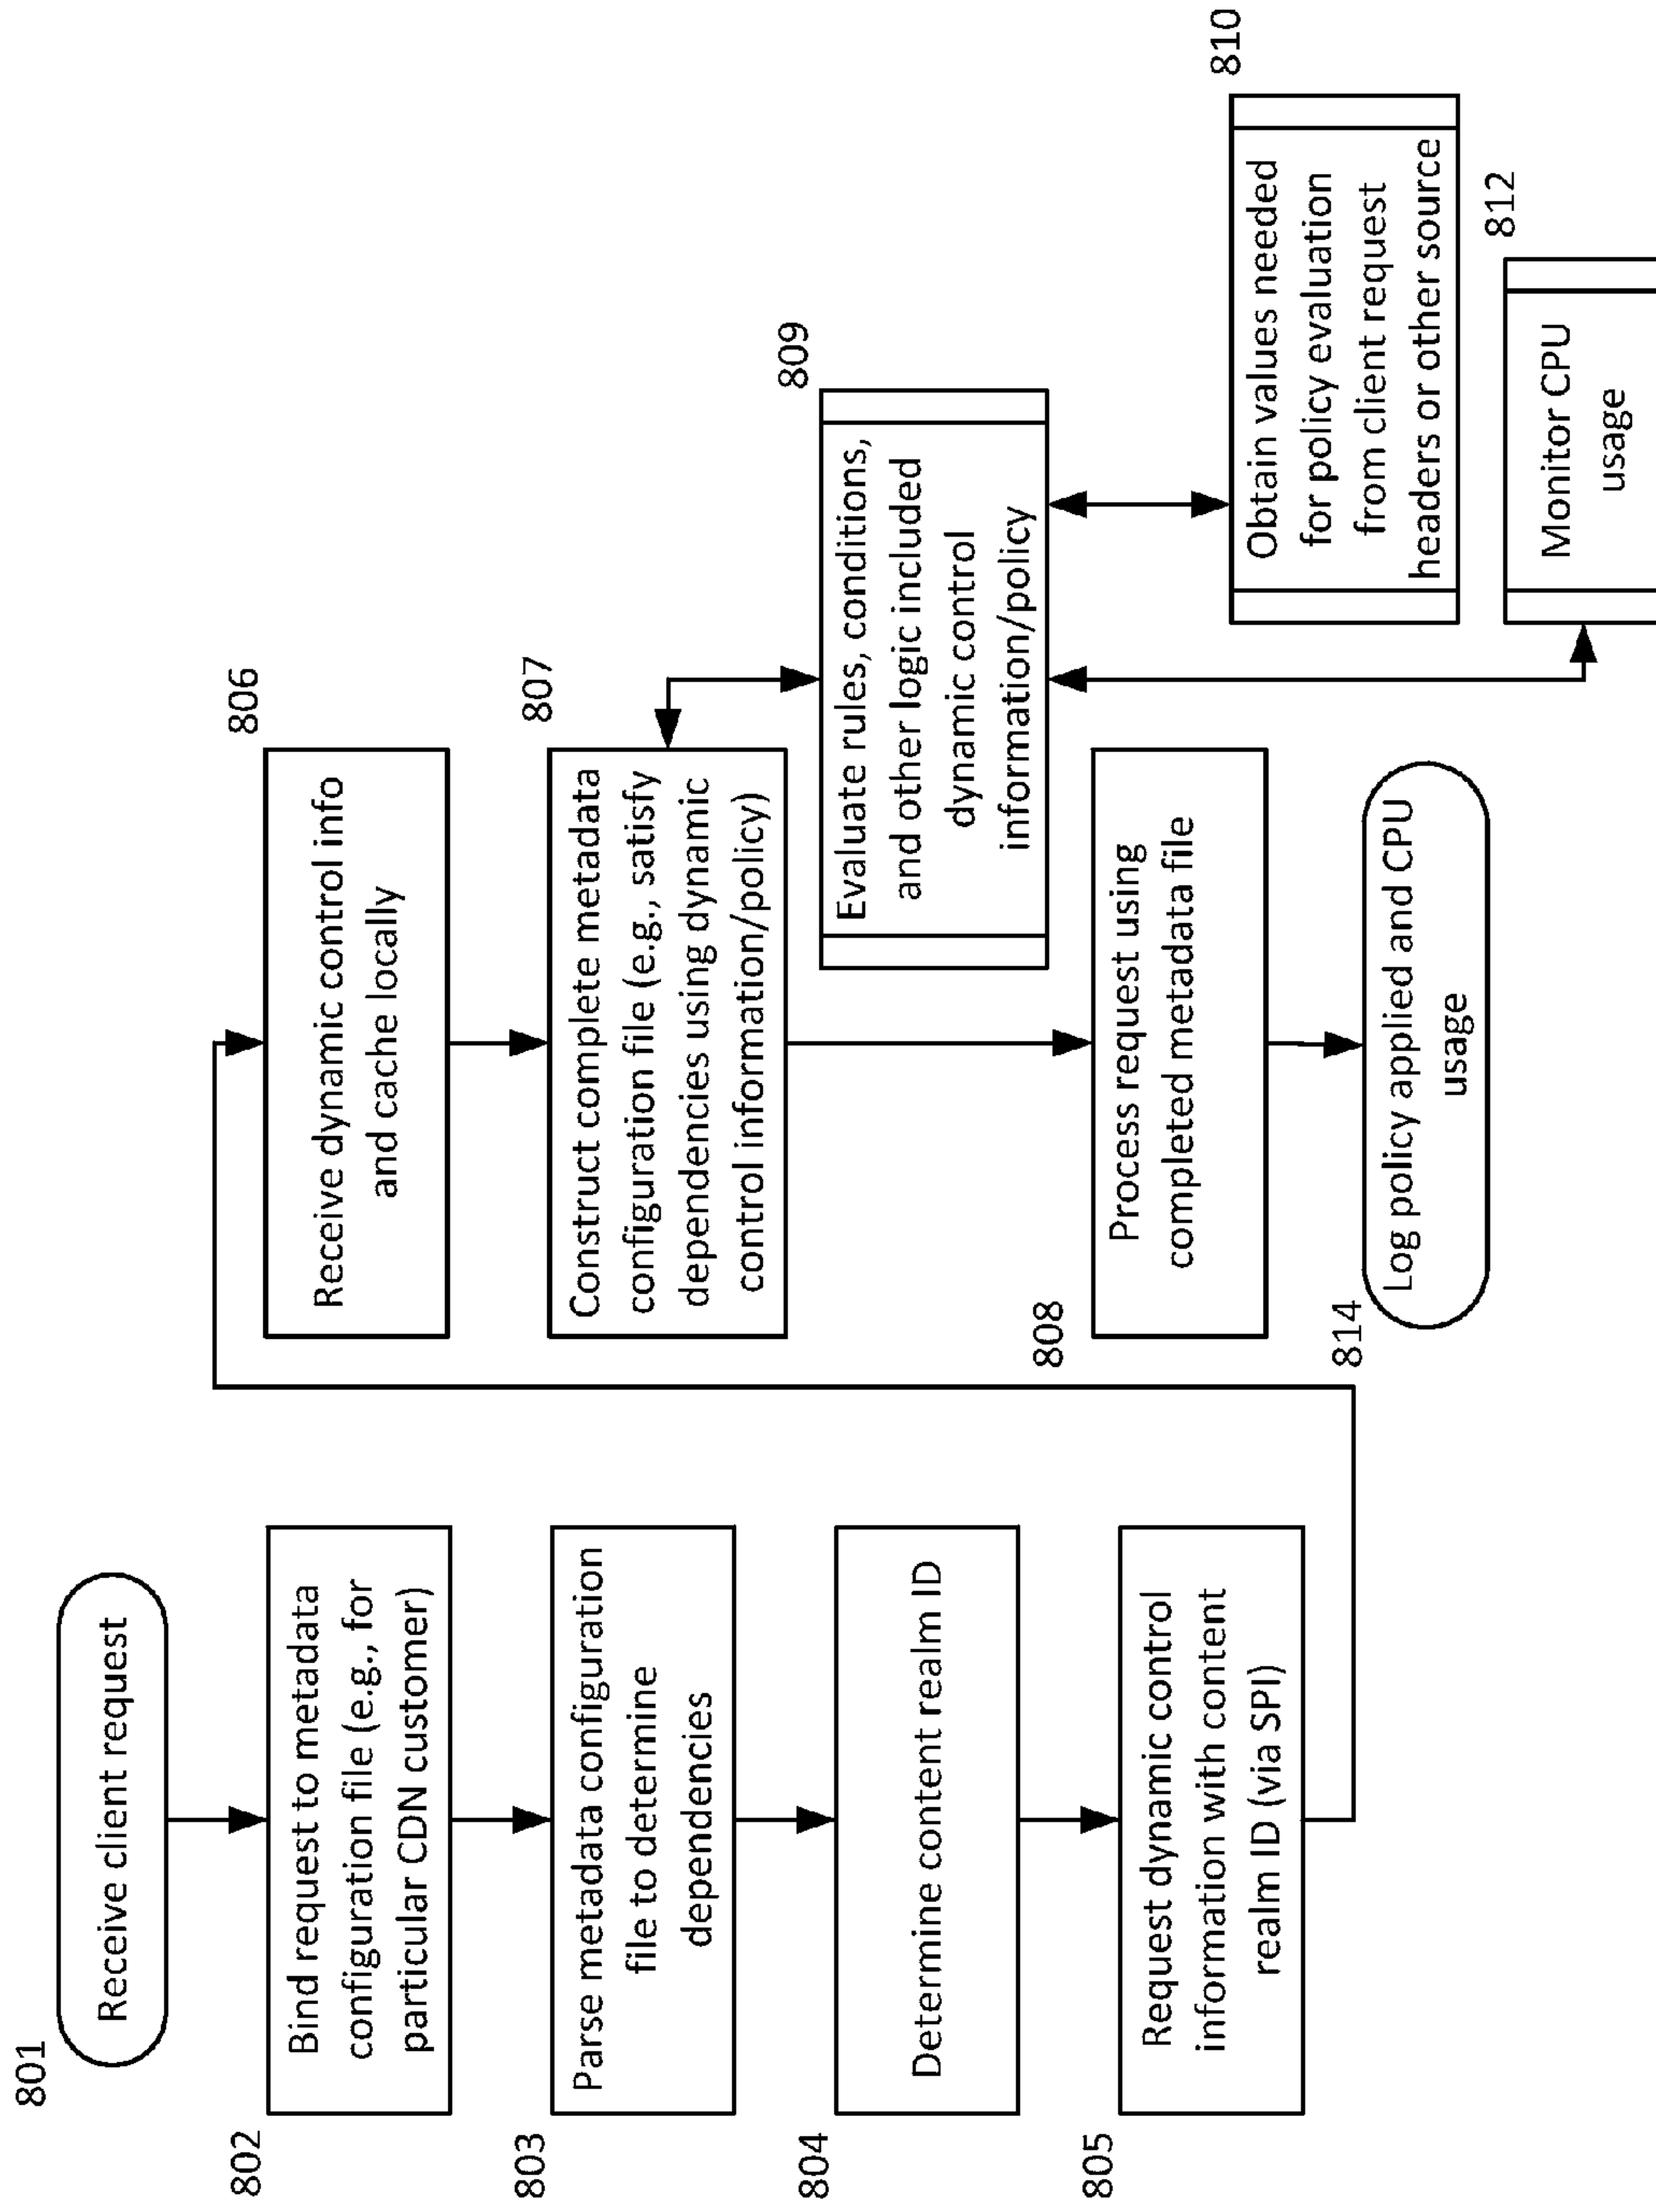 801
Receive client request
802
Bind request to metadata
configuration file (e.g., for
particular CDN customer)
803
Parse metadata configuration
file to determine
dependencies
804
Determine content realm ID
805
Request dynamic control
information with content
realm ID (via SPI)
806
Receive dynamic control info
and cache locally
807
Construct complete metadata
configuration file (e.g., satisfy
dependencies using dynamic
control information/policy)
808
Process request using
completed metadata file
814
Log policy applied and CPU
usage
809
Evaluate rules, conditions,
and other logic included
dynamic control
information/policy
810
Obtain values needed
for policy evaluation
from client request
headers or other source
812
Monitor CPU
usage